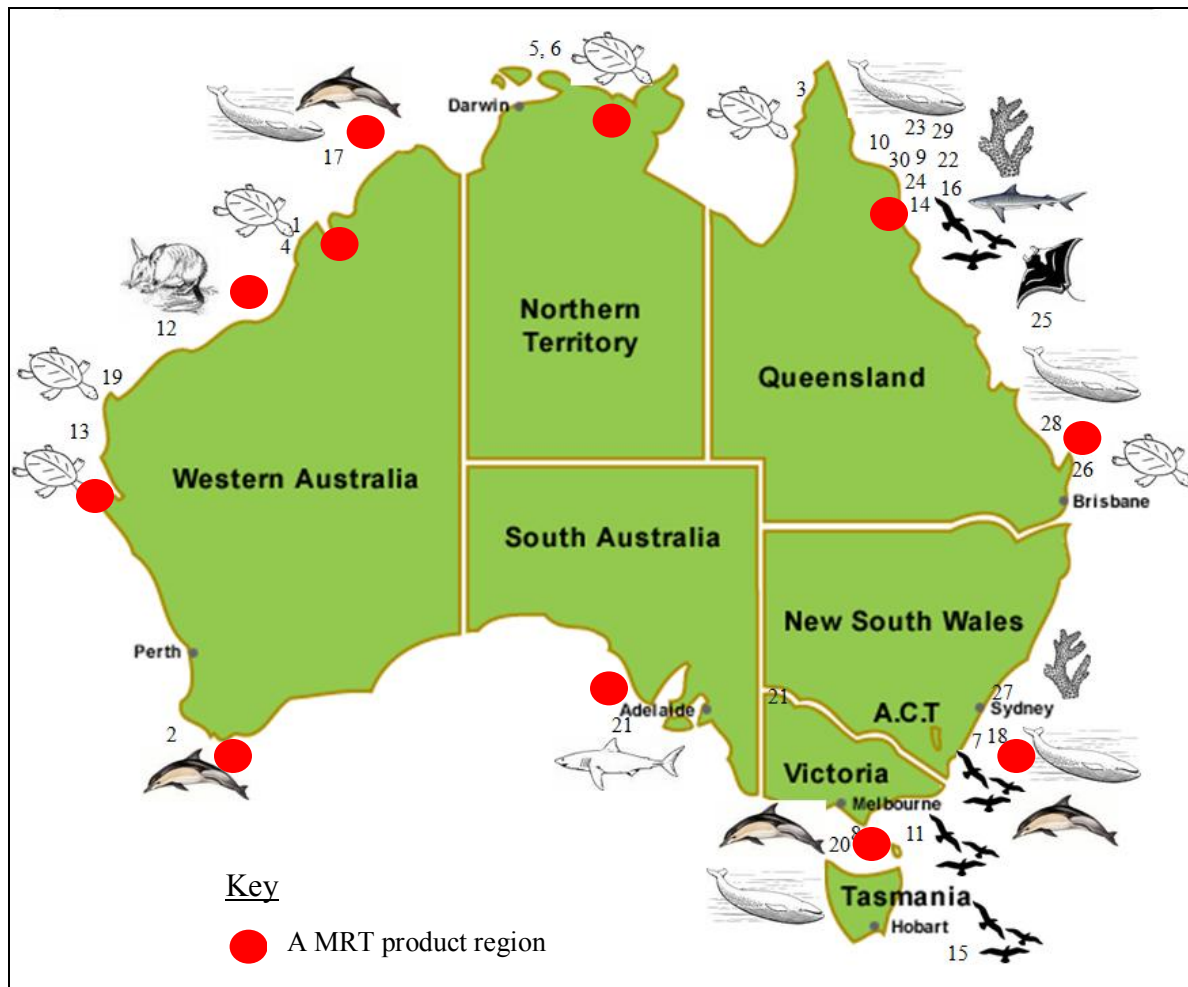 5, 6
Darwin
3
17
23 29
10
30 9 22
24 16
14
1
4
12
25
19
13
28
26
Northern
Territory
Queensland
Western Australia
Brisbane
South Australia
New South Wales
Perth
2
21
Adelaide
21
27
Sydney
A.C.T
7 18
Victoria
Melbourne
20 8 11
Tasmania
Hobart
15
Key
A MRT product region